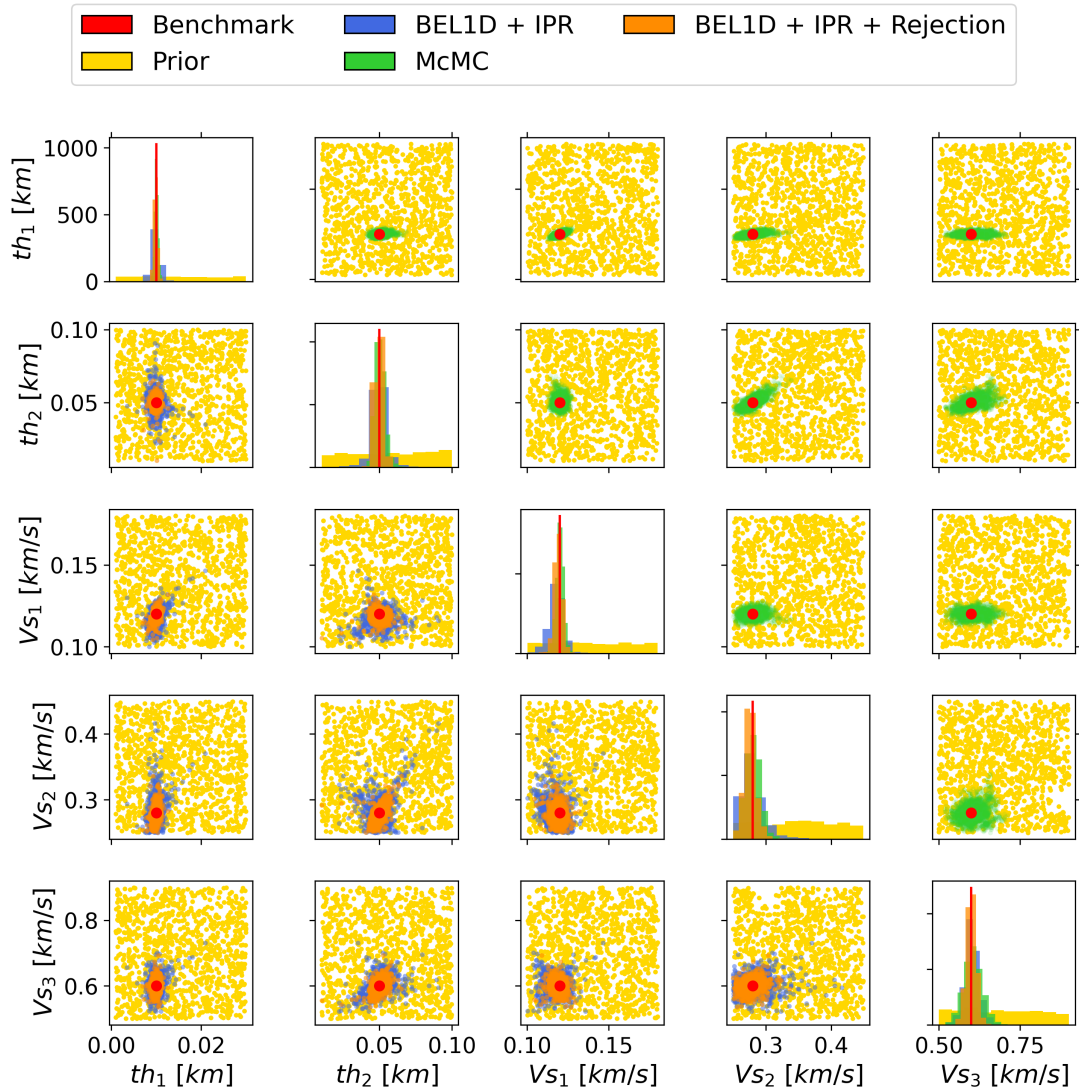 Benchmark BEL1D + IPR BEL1D + IPR + Rejection
Prior McMC
th₁ [km]
1000
500
0
th₂ [km]
0.10
0.05
Vs₁ [km/s]
0.15
0.10
Vs₂ [km/s]
0.4
0.3
Vs₃ [km/s]
0.8
0.6
0.00 0.02 0.05 0.10 0.10 0.15 0.3 0.4 0.50 0.75
th₁ [km] th₂ [km] Vs₁ [km/s] Vs₂ [km/s] Vs₃ [km/s]